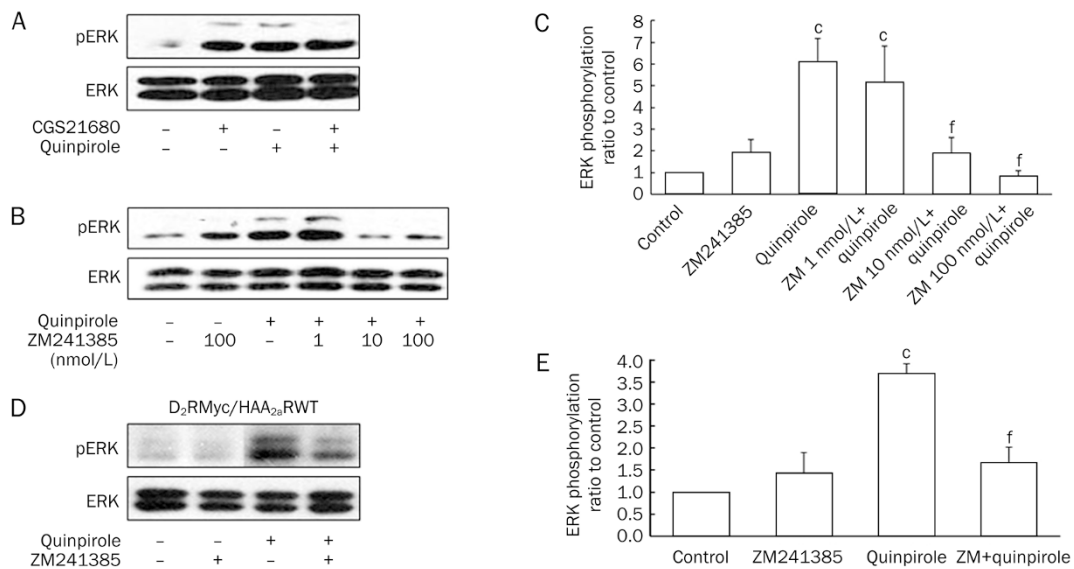 A
pERK
ERK
CGS21680 – + – +
Quinpirole – – + +
B
pERK
ERK
Quinpirole – – + + + +
ZM241385 – 100 – 1 10 100
(nmol/L)
C
ERK phosphorylation
ratio to control
8
7
6
5
4
3
2
1
0
c
c
f
f
Control
ZM241385
Quinpirole
ZM 1 nmol/L+
quinpirole
ZM 10 nmol/L+
quinpirole
ZM 100 nmol/L+
quinpirole
D
D₂RMyc/HAA₂ₐRWT
pERK
ERK
Quinpirole – – + +
ZM241385 – + – +
E
ERK phosphorylation
ratio to control
4.0
3.5
3.0
2.5
2.0
1.5
1.0
0.5
0.0
c
f
Control ZM241385 Quinpirole ZM+quinpirole